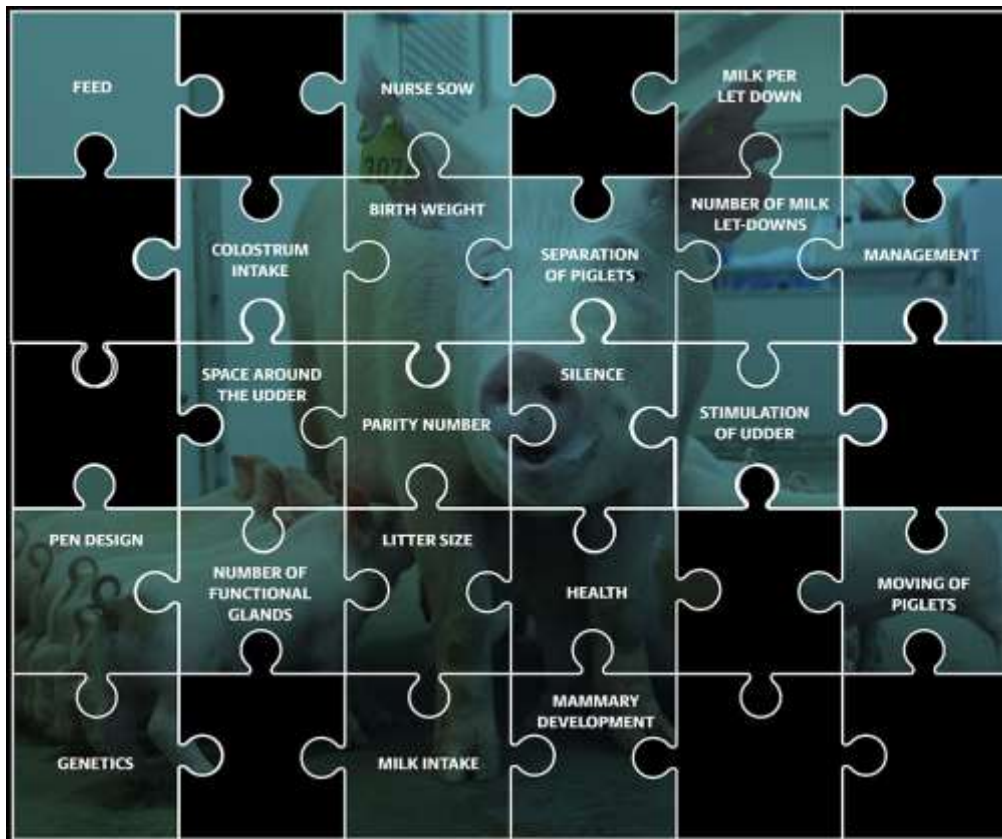 FEED
NURSE SOW
MILK PER
LET DOWN
307
BIRTH WEIGHT
NUMBER OF MILK
LET-DOWNS
COLOSTRUM
INTAKE
SEPARATION
OF PIGLETS
MANAGEMENT
SPACE AROUND
THE UDDER
SILENCE
PARITY NUMBER
STIMULATION
OF UDDER
PEN DESIGN
LITTER SIZE
NUMBER OF
FUNCTIONAL
GLANDS
HEALTH
MOVING OF
PIGLETS
MAMMARY
DEVELOPMENT
GENETICS
MILK INTAKE